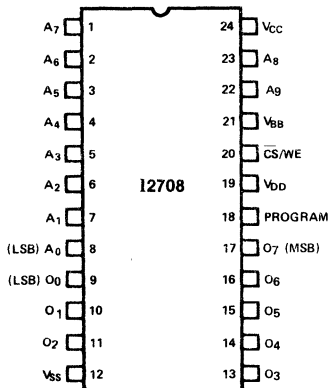 A7 1 24 VCC
A6 2 23 A8
A5 3 22 A9
A4 4 21 VBB
A3 5 20 C̅S̅/WE
A2 6 12708 19 VDD
A1 7 18 PROGRAM
(LSB) A0 8 17 O7 (MSB)
(LSB) O0 9 16 O6
O1 10 15 O5
O2 11 14 O4
VSS 12 13 O3